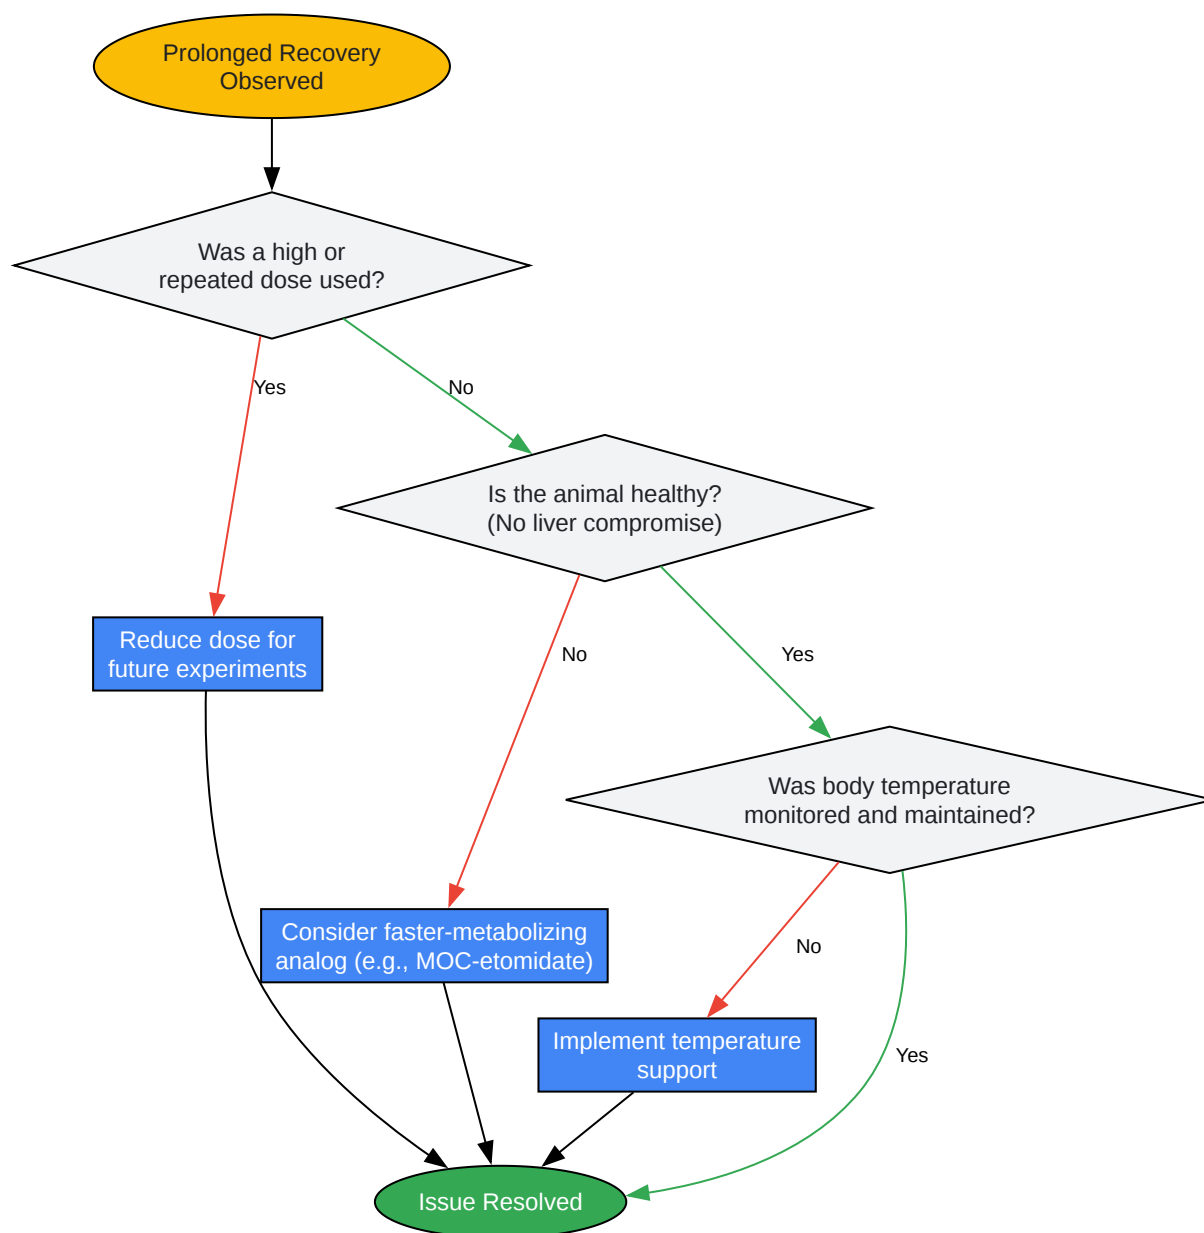 Prolonged Recovery
Observed
Was a high or
repeated dose used?
Yes
No
Is the animal healthy?
(No liver compromise)
Reduce dose for
future experiments
No
Yes
Was body temperature
monitored and maintained?
Consider faster-metabolizing
analog (e.g., MOC-etomidate)
No
Implement temperature
support
Yes
Issue Resolved